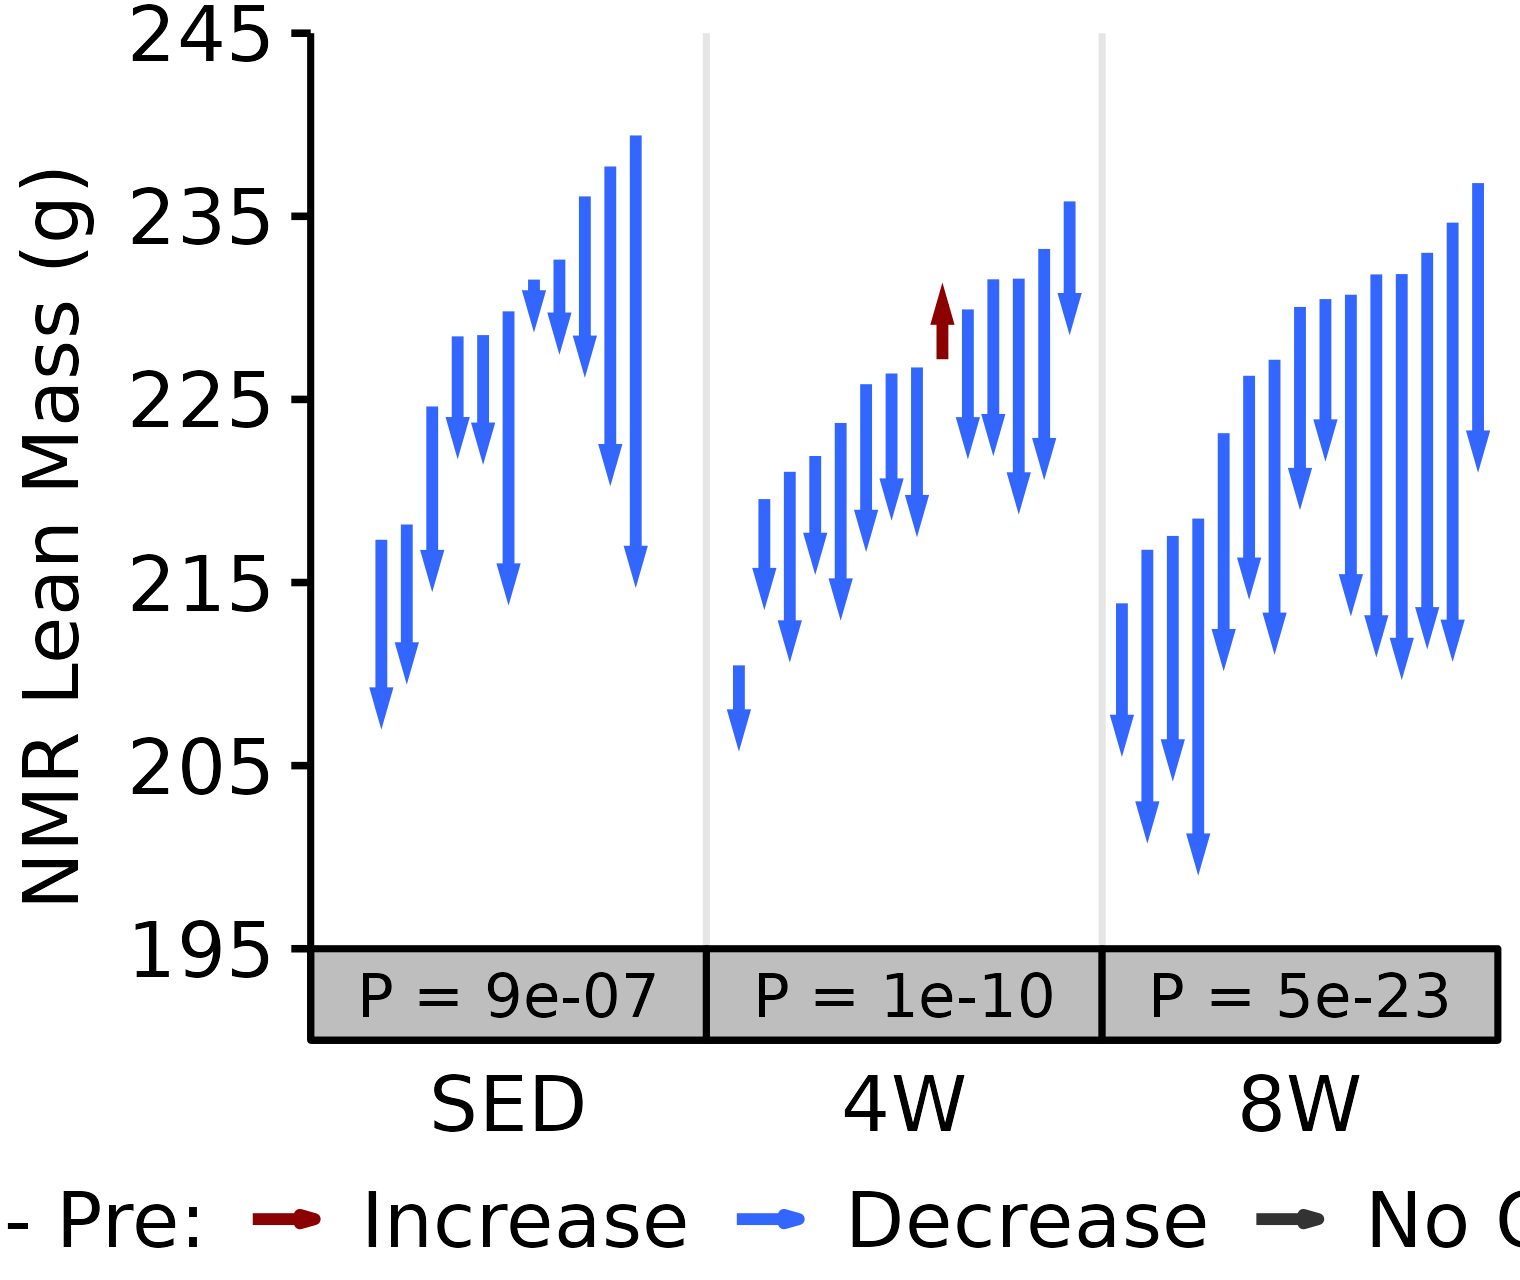 NMR Lean Mass (g)
245
235
225
215
205
195
P = 9e-07 P = 1e-10 P = 5e-23
SED 4W 8W
- Pre: Increase Decrease No